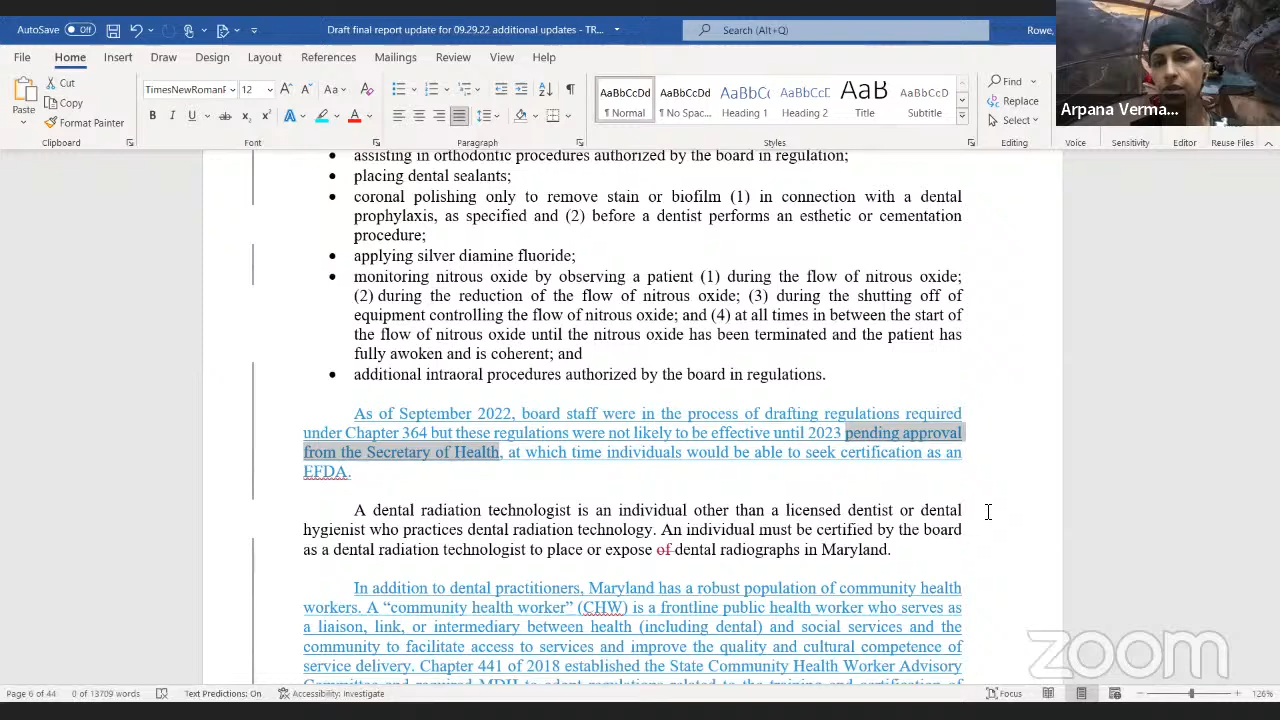 AutoSave Off Draft final report update for 09.29.22 additional updates - TR... Search (Alt+Q) Rowe,
File Home Insert Draw Design Layout References Mailings Review View Help
Cut
Copy
Format Painter
Paste
TimesNewRomanF 12
AaBbCcDd AaBbCcDd AaBbC( AaBbCcE AaB AaBbCcD
¶ Normal ¶ No Spac... Heading 1 Heading 2 Title Subtitle
Find
Replace
Select
Arpana Verma...
Clipboard Font Paragraph Styles Editing Voice Sensitivity Editor Reuse Files
assisting in orthodontic procedures authorized by the board in regulation;
• placing dental sealants;
• coronal polishing only to remove stain or biofilm (1) in connection with a dental
prophylaxis, as specified and (2) before a dentist performs an esthetic or cementation
procedure;
• applying silver diamine fluoride;
• monitoring nitrous oxide by observing a patient (1) during the flow of nitrous oxide;
(2) during the reduction of the flow of nitrous oxide; (3) during the shutting off of
equipment controlling the flow of nitrous oxide; and (4) at all times in between the start of
the flow of nitrous oxide until the nitrous oxide has been terminated and the patient has
fully awoken and is coherent; and
• additional intraoral procedures authorized by the board in regulations.
As of September 2022, board staff were in the process of drafting regulations required
under Chapter 364 but these regulations were not likely to be effective until 2023 pending approval
from the Secretary of Health, at which time individuals would be able to seek certification as an
EFDA.
A dental radiation technologist is an individual other than a licensed dentist or dental
hygienist who practices dental radiation technology. An individual must be certified by the board
as a dental radiation technologist to place or expose of dental radiographs in Maryland.
In addition to dental practitioners, Maryland has a robust population of community health
workers. A “community health worker” (CHW) is a frontline public health worker who serves as
a liaison, link, or intermediary between health (including dental) and social services and the
community to facilitate access to services and improve the quality and cultural competence of
service delivery. Chapter 441 of 2018 established the State Community Health Worker Advisory
Committee and required MDH to adopt regulations related to the training and certification of
zoom
Page 6 of 44 0 of 13709 words Text Predictions: On Accessibility: Investigate Focus 126%